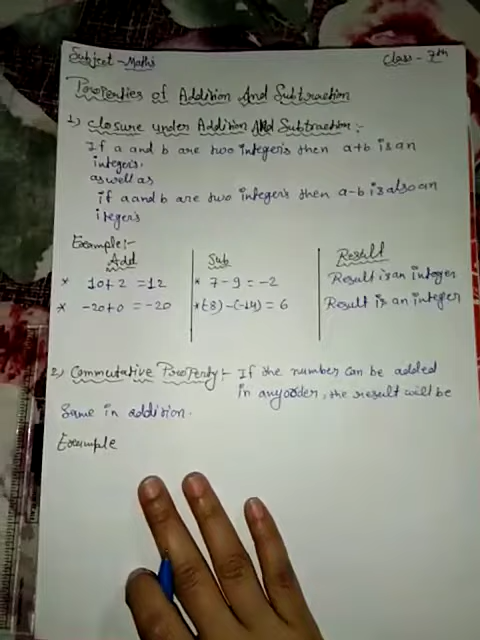 Subject - Maths
Class - 7th
Properties of Addition And Subtraction
1) Closure under Addition And Subtraction:-
If a and b are two integer's then a+b is an
integer's.
as well as
if a and b are two integer's then a-b is also an
iteger's
Example:-
Add Sub Result
* 10+2 =12 * 7-9 = -2 Result is an integer
* -20+0 = -20 * (-8) - (-14) = 6 Result is an integer
2) Commutative Property:- If the number can be added
in any order, the result will be
Same in addition.
Example